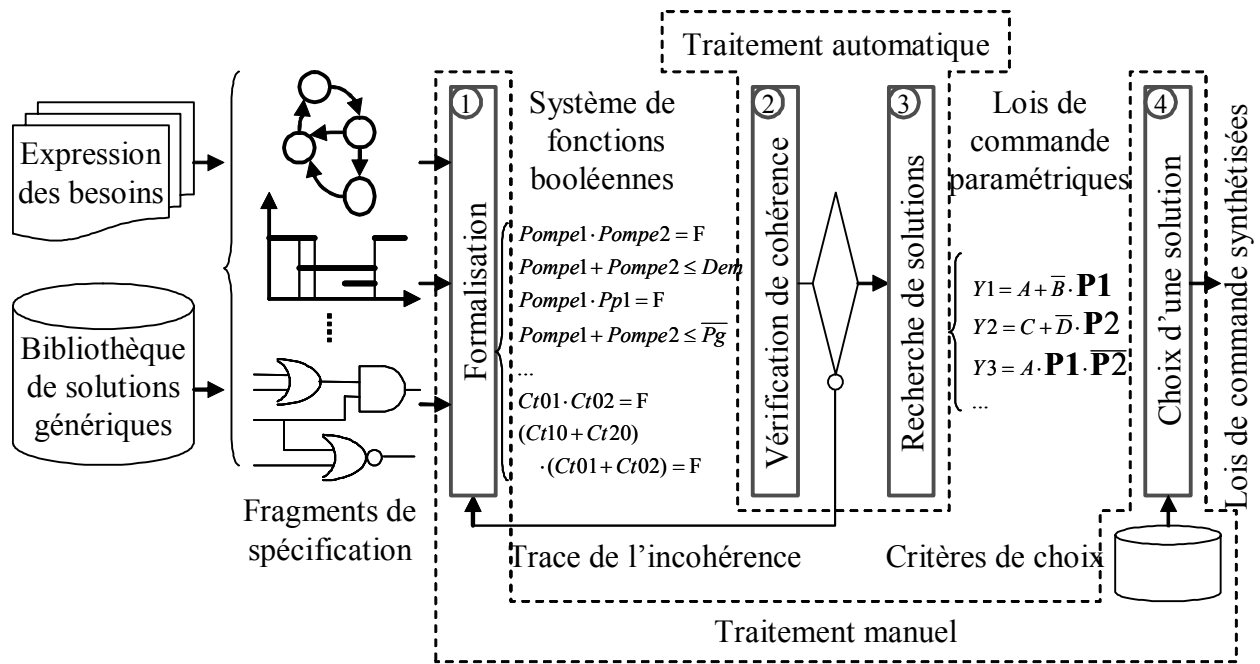 Traitement automatique
Expression
des besoins
Bibliothèque
de solutions
génériques
Fragments de
spécification
1
Formalisation
Système de
fonctions
booléennes
Pompe1 · Pompe2 = F
Pompe1 + Pompe2 ≤ Dem
Pompe1 · Pp1 = F
Pompe1 + Pompe2 ≤ P̅g̅
...
Ct01 · Ct02 = F
(Ct10 + Ct20)
·(Ct01 + Ct02) = F
2
Vérification de cohérence
3
Recherche de solutions
Lois de
commande
paramétriques
Y1 = A + B̅ · P1
Y2 = C + D̅ · P2
Y3 = A · P1 · P̅2̅
...
4
Choix d’une solution
Lois de commande synthétisées
Trace de l’incohérence
Critères de choix
Traitement manuel